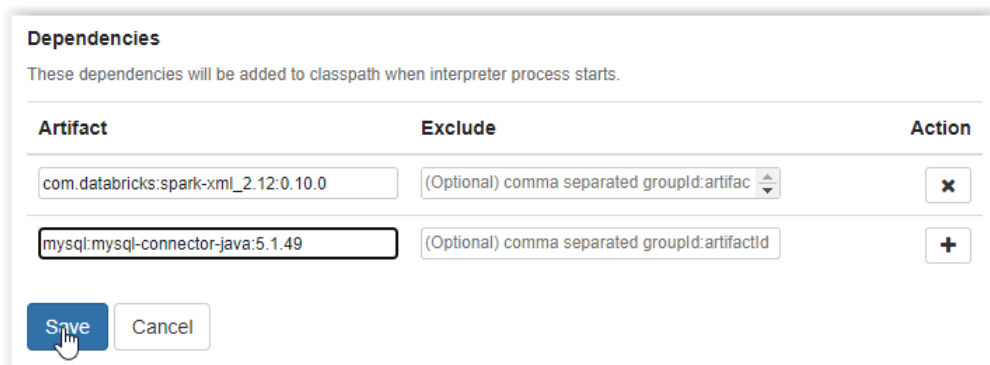 Dependencies
These dependencies will be added to classpath when interpreter process starts.
Artifact Exclude Action
com.databricks:spark-xml_2.12:0.10.0 (Optional) comma separated groupId:artifac
mysql:mysql-connector-java:5.1.49 (Optional) comma separated groupId:artifactId
Save Cancel